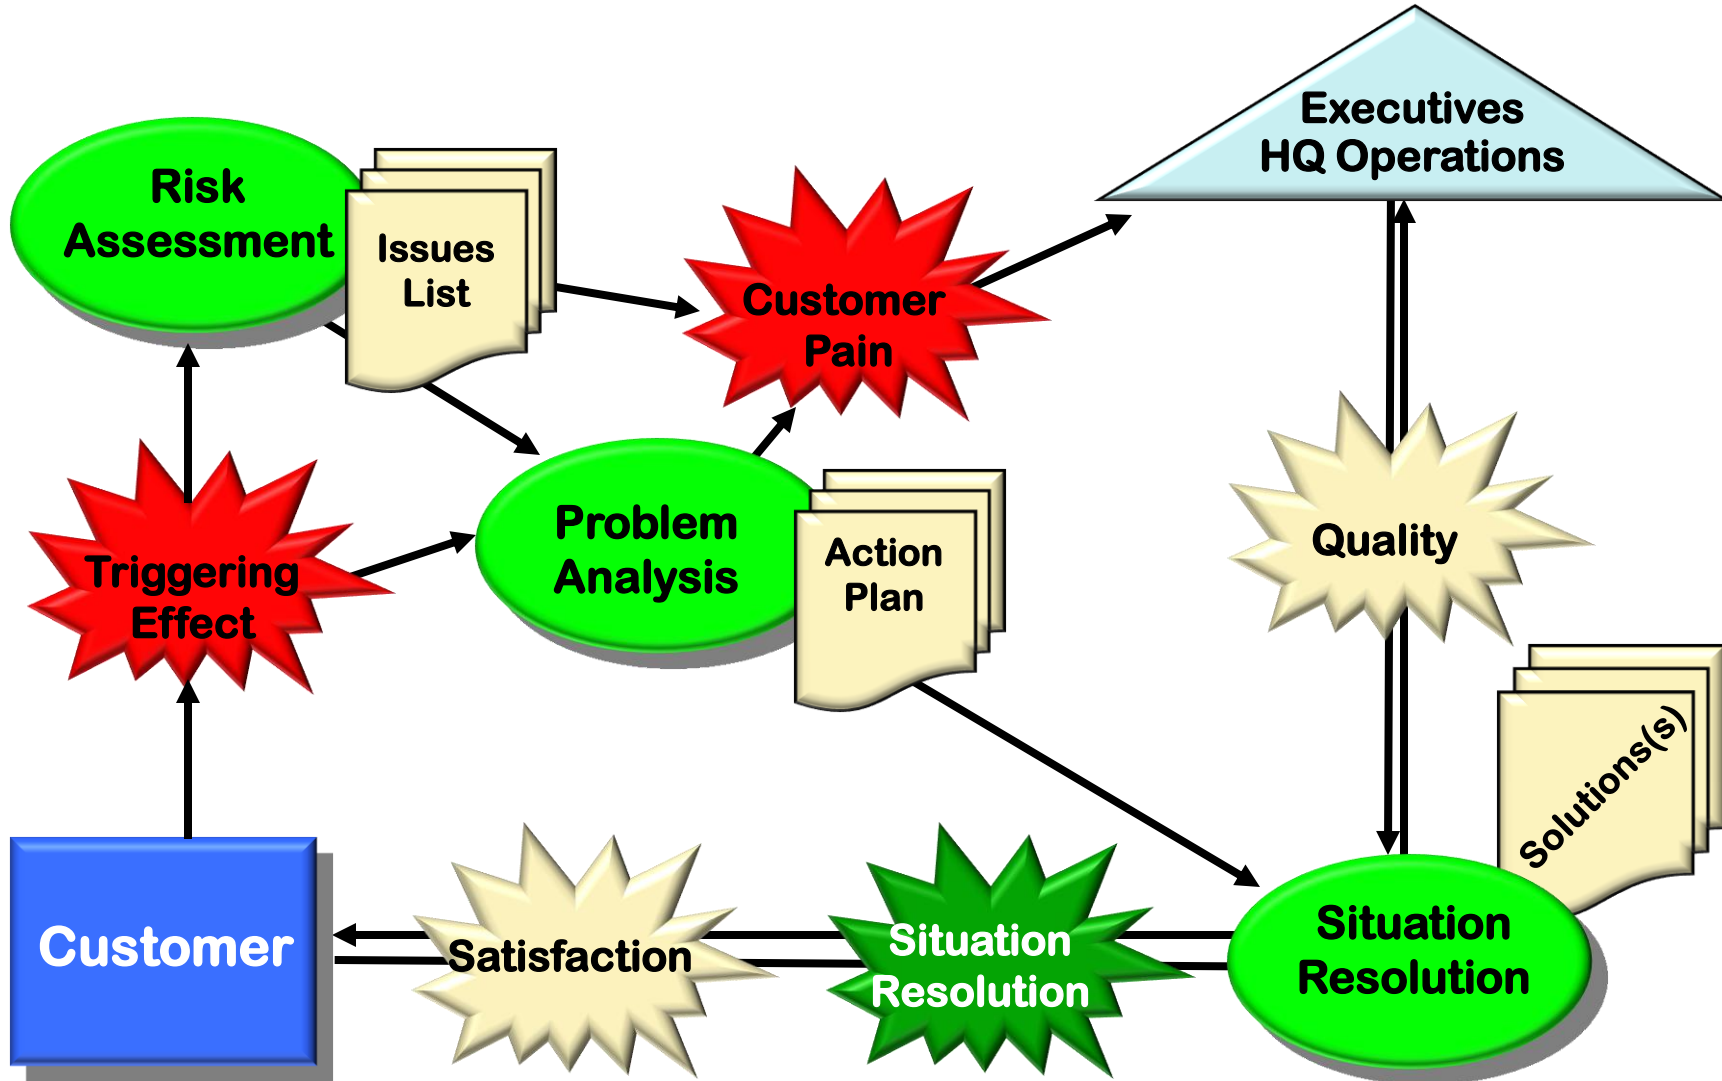 Executives
HQ Operations
Risk
Assessment
Issues
List
Customer
Pain
Triggering
Effect
Problem
Analysis
Action
Plan
Quality
Solutions(s)
Customer
Satisfaction
Situation
Resolution
Situation
Resolution